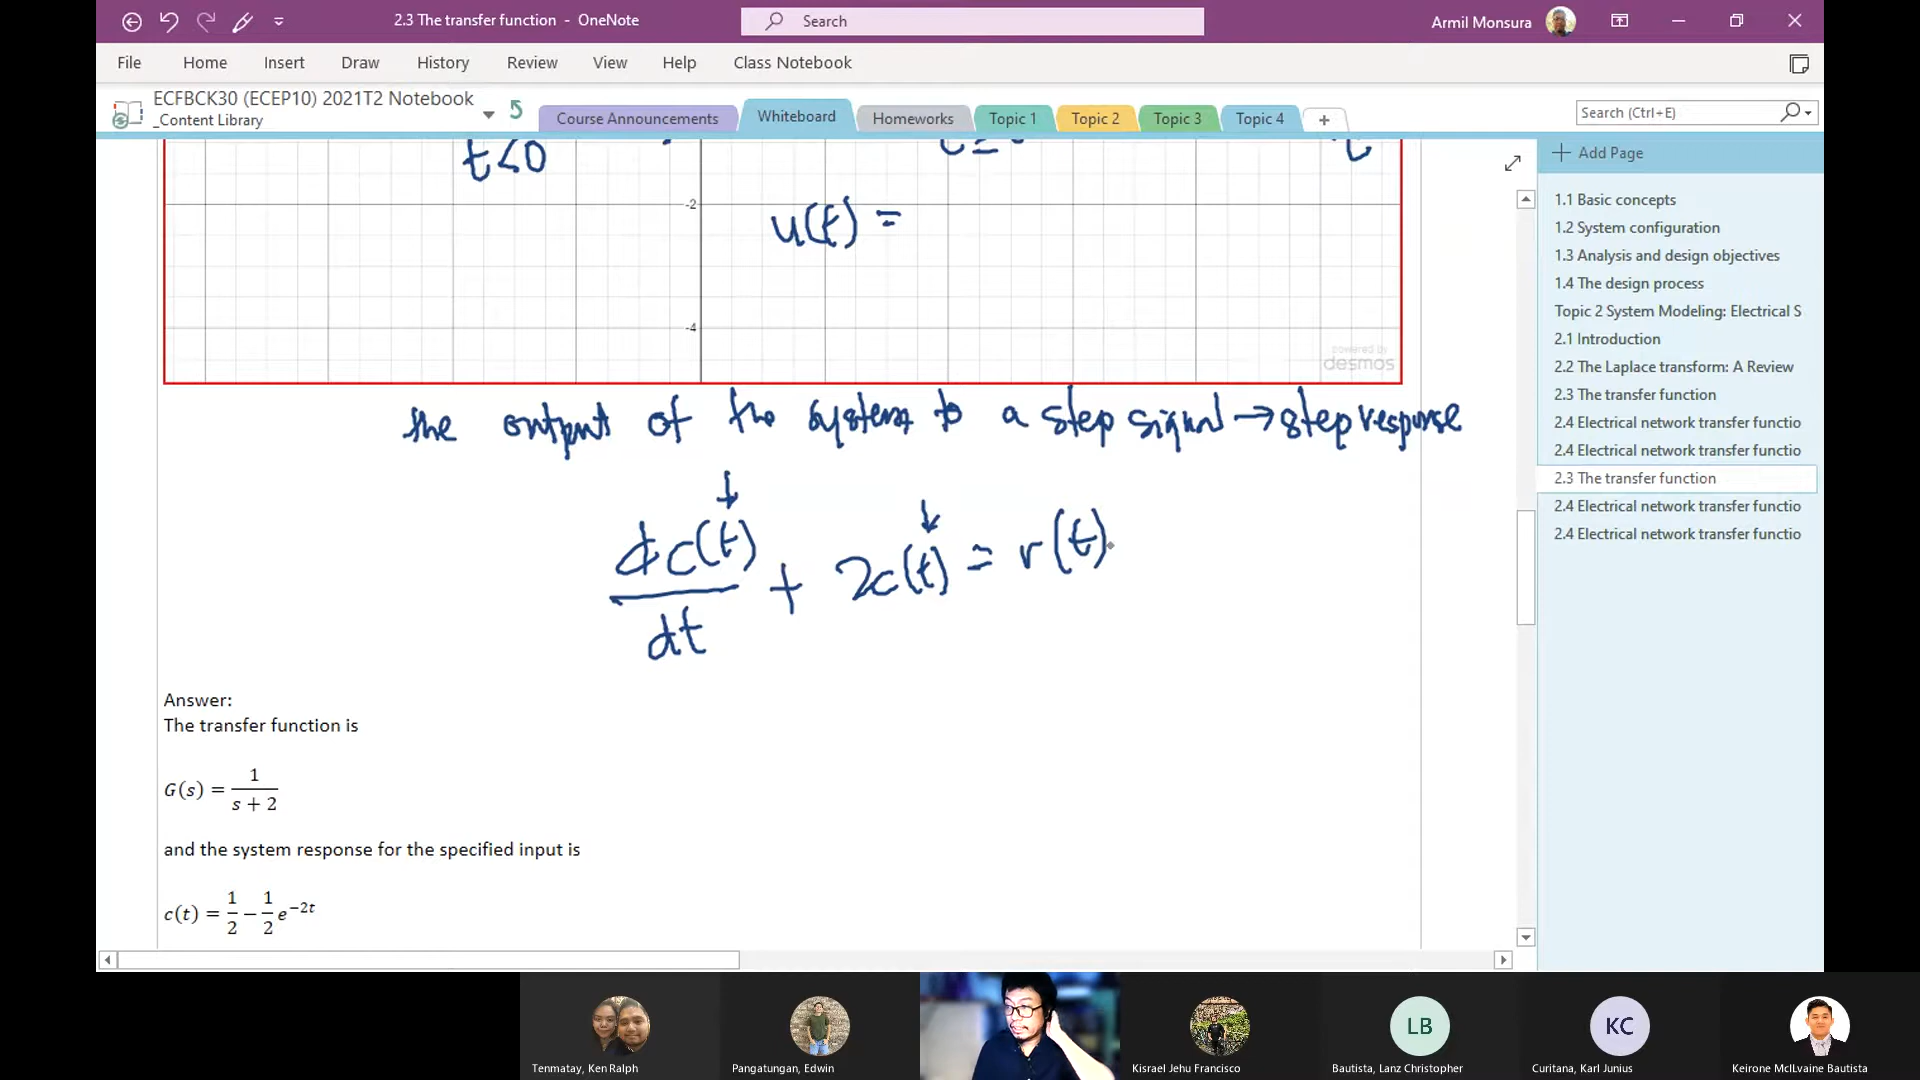 2.3 The transfer function - OneNote
Search
Armil Monsura
File Home Insert Draw History Review View Help Class Notebook
ECFBCK30 (ECEP10) 2021T2 Notebook
_Content Library
Course Announcements Whiteboard Homeworks Topic 1 Topic 2 Topic 3 Topic 4 +
Search (Ctrl+E)
Add Page
1.1 Basic concepts
1.2 System configuration
1.3 Analysis and design objectives
1.4 The design process
Topic 2 System Modeling: Electrical S
2.1 Introduction
2.2 The Laplace transform: A Review
2.3 The transfer function
2.4 Electrical network transfer functio
2.4 Electrical network transfer functio
2.3 The transfer function
2.4 Electrical network transfer functio
2.4 Electrical network transfer functio
t<0
-2
u(t) =
-4
powered by
desmos
the output of the system to a step signal → step response
dc(t)/dt + 2c(t) = r(t)
Answer:
The transfer function is
G(s) = 1/(s + 2)
and the system response for the specified input is
c(t) = 1/2 − 1/2 e^−2t
Tenmatay, Ken Ralph
Pangatungan, Edwin
Kisrael Jehu Francisco
LB
Bautista, Lanz Christopher
KC
Curitana, Karl Junius
Keirone McILvaine Bautista